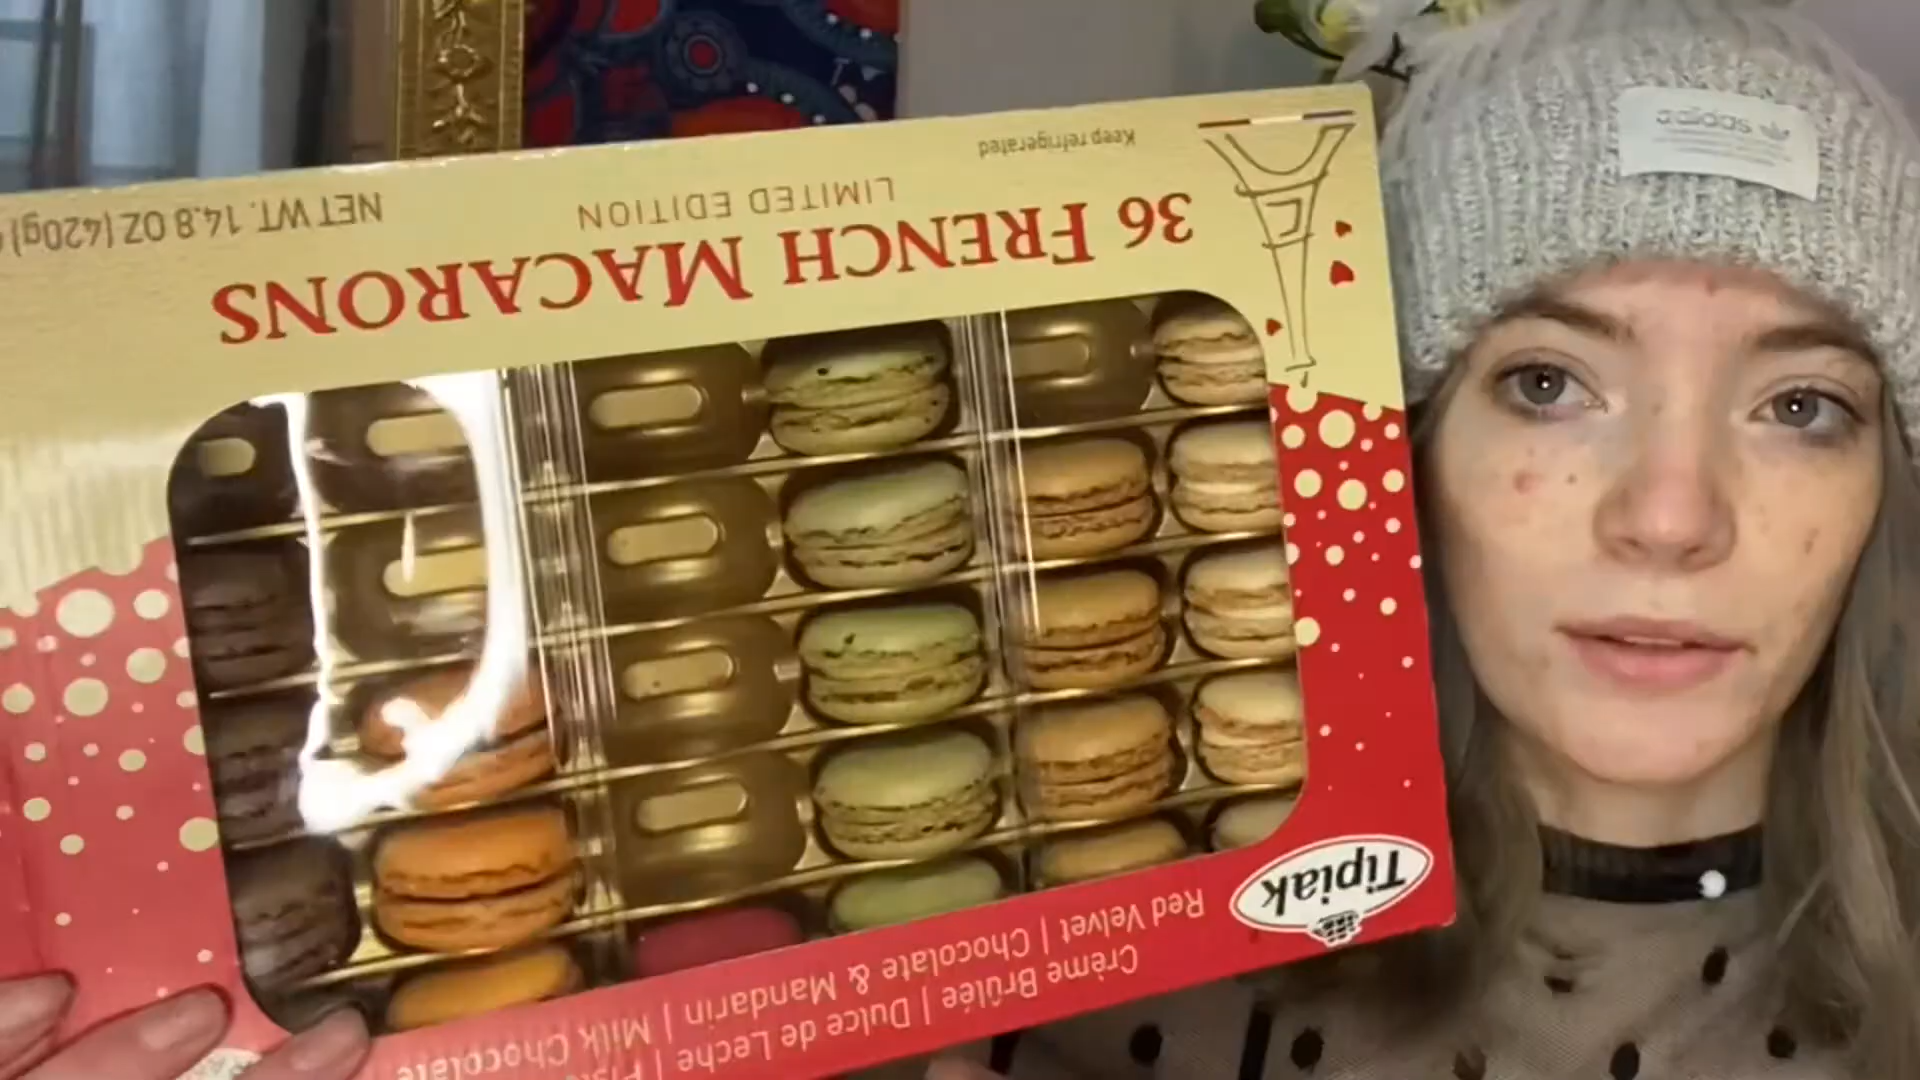 adidas
Keep refrigerated
LIMITED EDITION
36 FRENCH MACARONS
NET WT. 14.8 OZ (420g)
Tipiak
Crème Brûlée | Dulce de Leche |
Red Velvet | Chocolate & Mandarin | Milk Chocolate